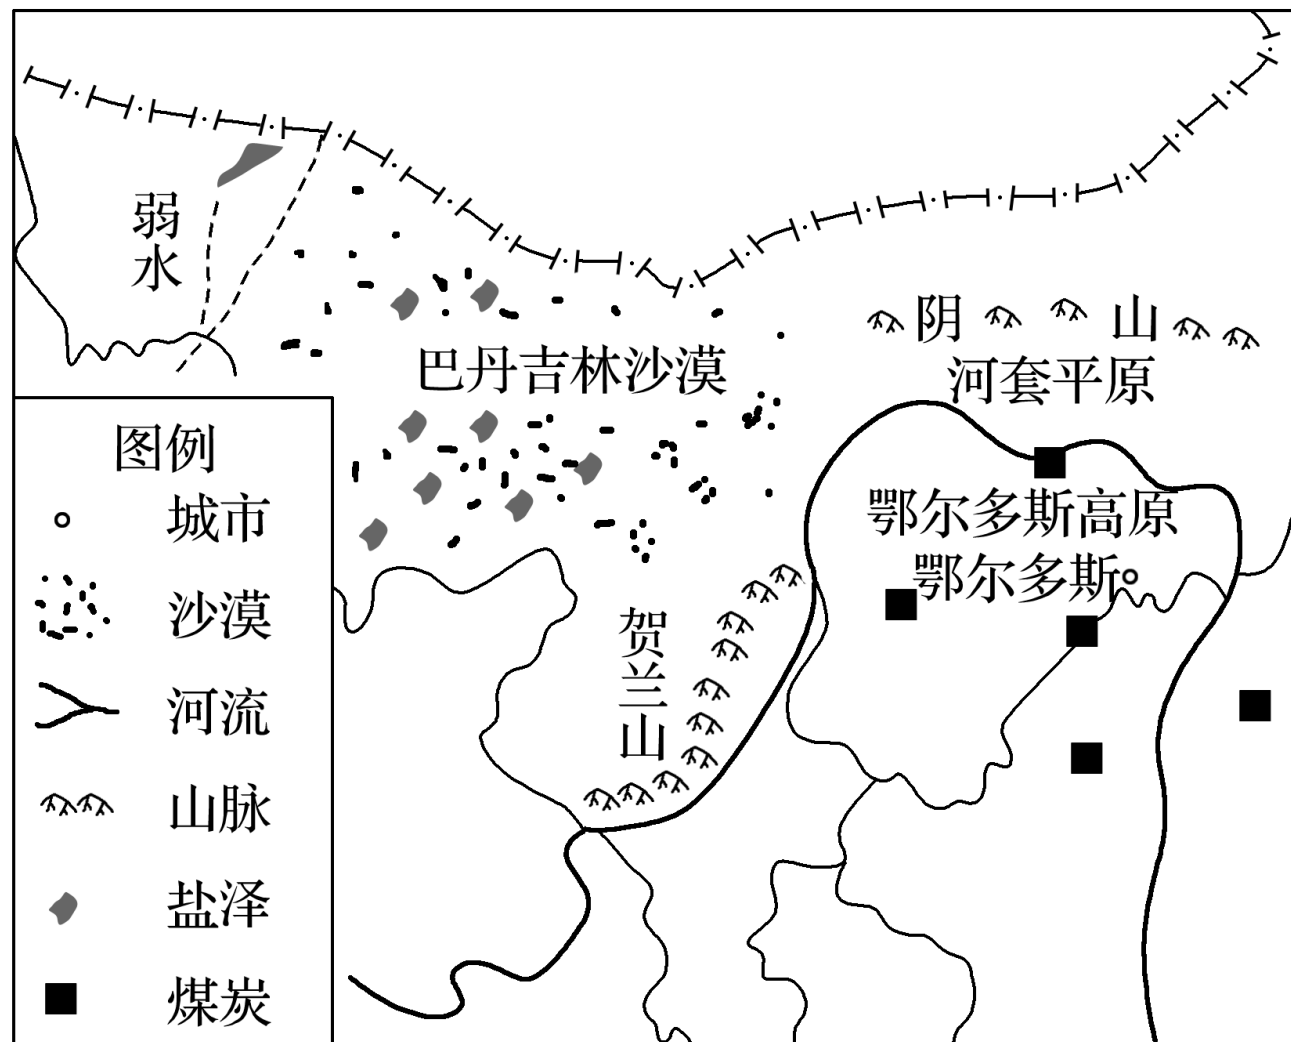 弱水
阴山
巴丹吉林沙漠
河套平原
鄂尔多斯高原
鄂尔多斯
贺兰山
图例
城市
沙漠
河流
山脉
盐泽
煤炭